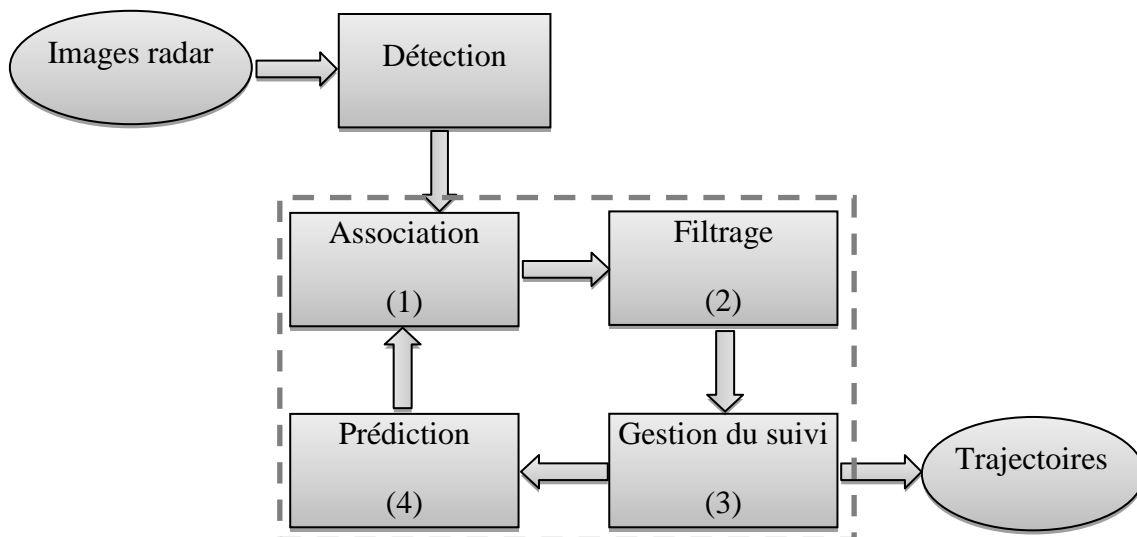 Images radar
Détection
Association
(1)
Filtrage
(2)
Prédiction
(4)
Gestion du suivi
(3)
Trajectoires